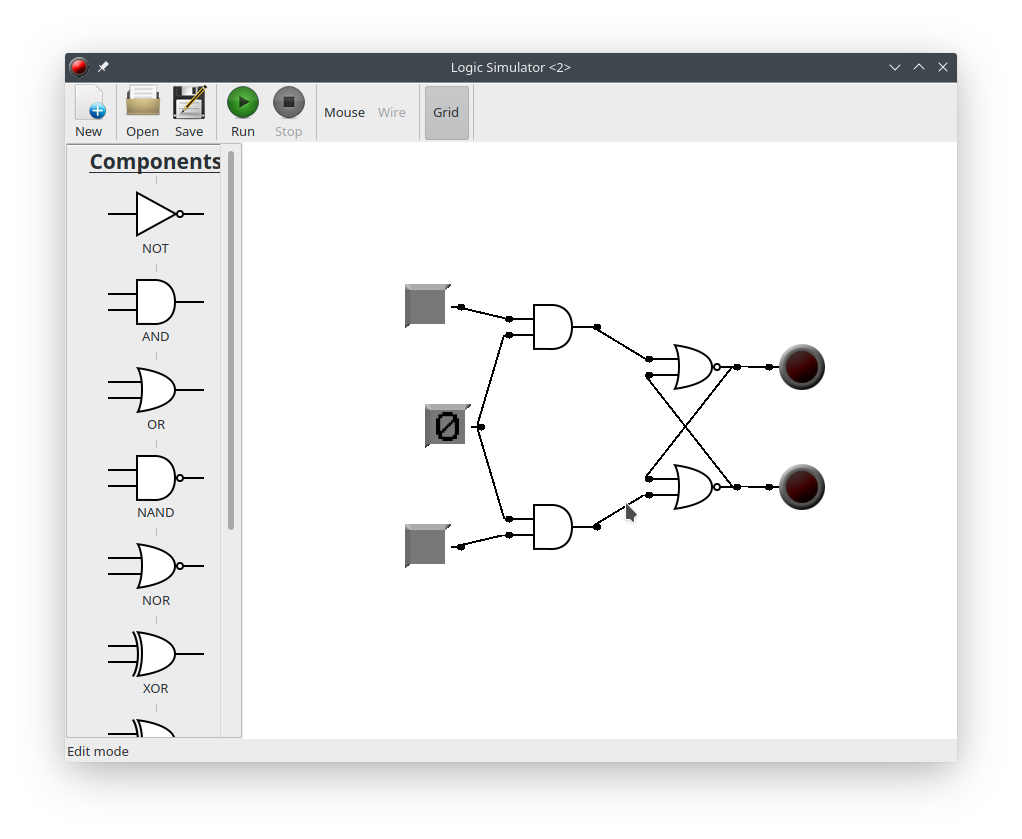 Logic Simulator <2>
New Open Save Run Stop Mouse Wire Grid
Components
NOT
AND
OR
NAND
NOR
XOR
0
Edit mode